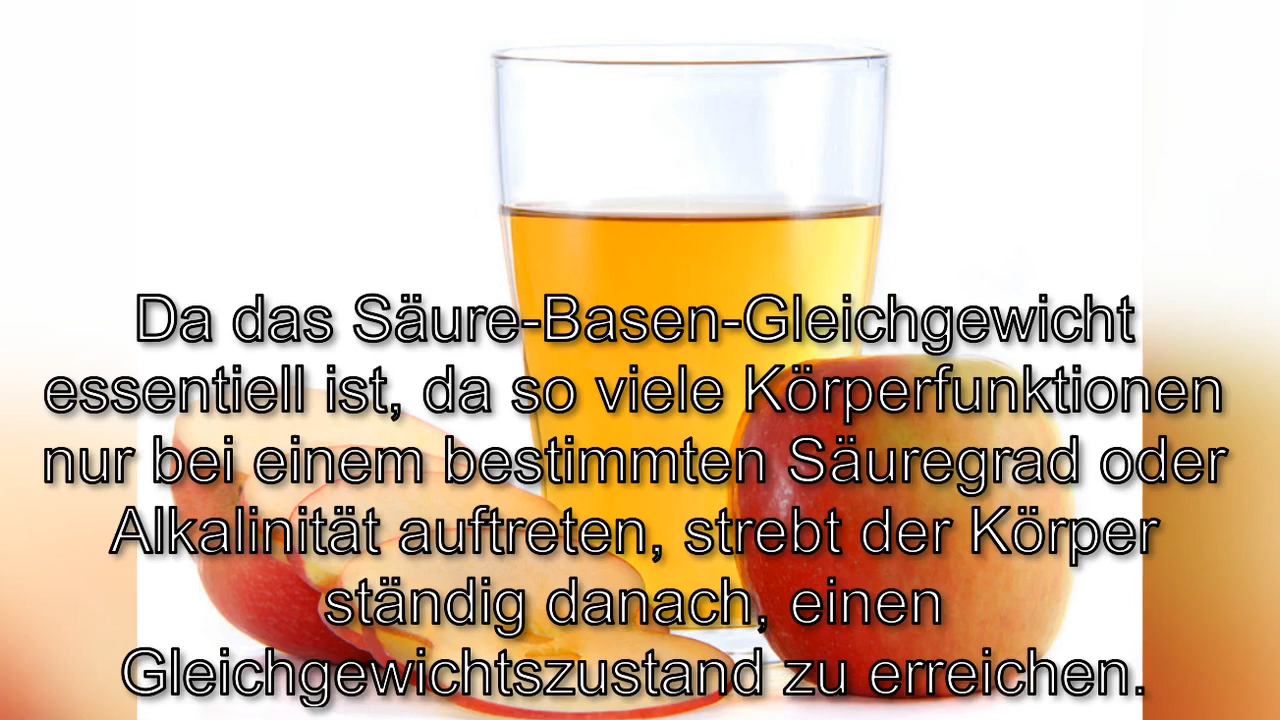 Da das Säure-Basen-Gleichgewicht
essentiell ist, da so viele Körperfunktionen
nur bei einem bestimmten Säuregrad oder
Alkalinität auftreten, strebt der Körper
ständig danach, einen
Gleichgewichtszustand zu erreichen.